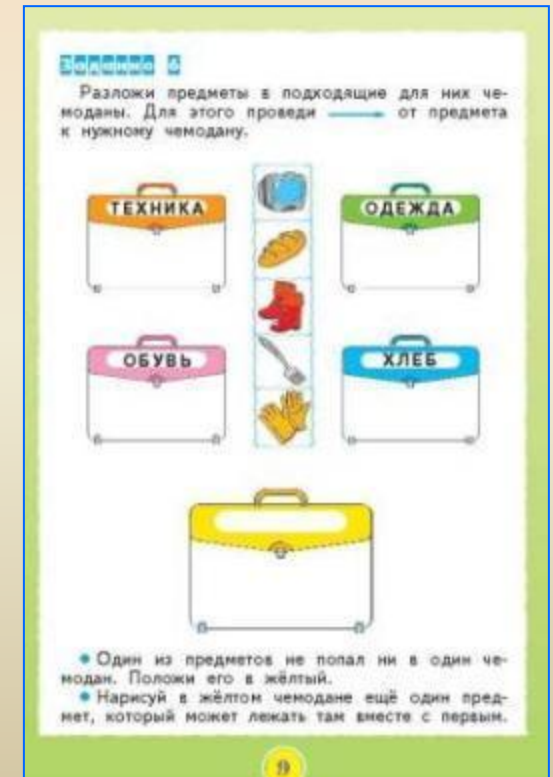 Задание 6
Разложи предметы в подходящие для них че-
моданы. Для этого проведи от предмета
к нужному чемодану.
ТЕХНИКА
ОДЕЖДА
ОБУВЬ
ХЛЕБ
• Один из предметов не попал ни в один че-
модан. Положи его в жёлтый.
• Нарисуй в жёлтом чемодане ещё один пред-
мет, который может лежать там вместе с первым.
9